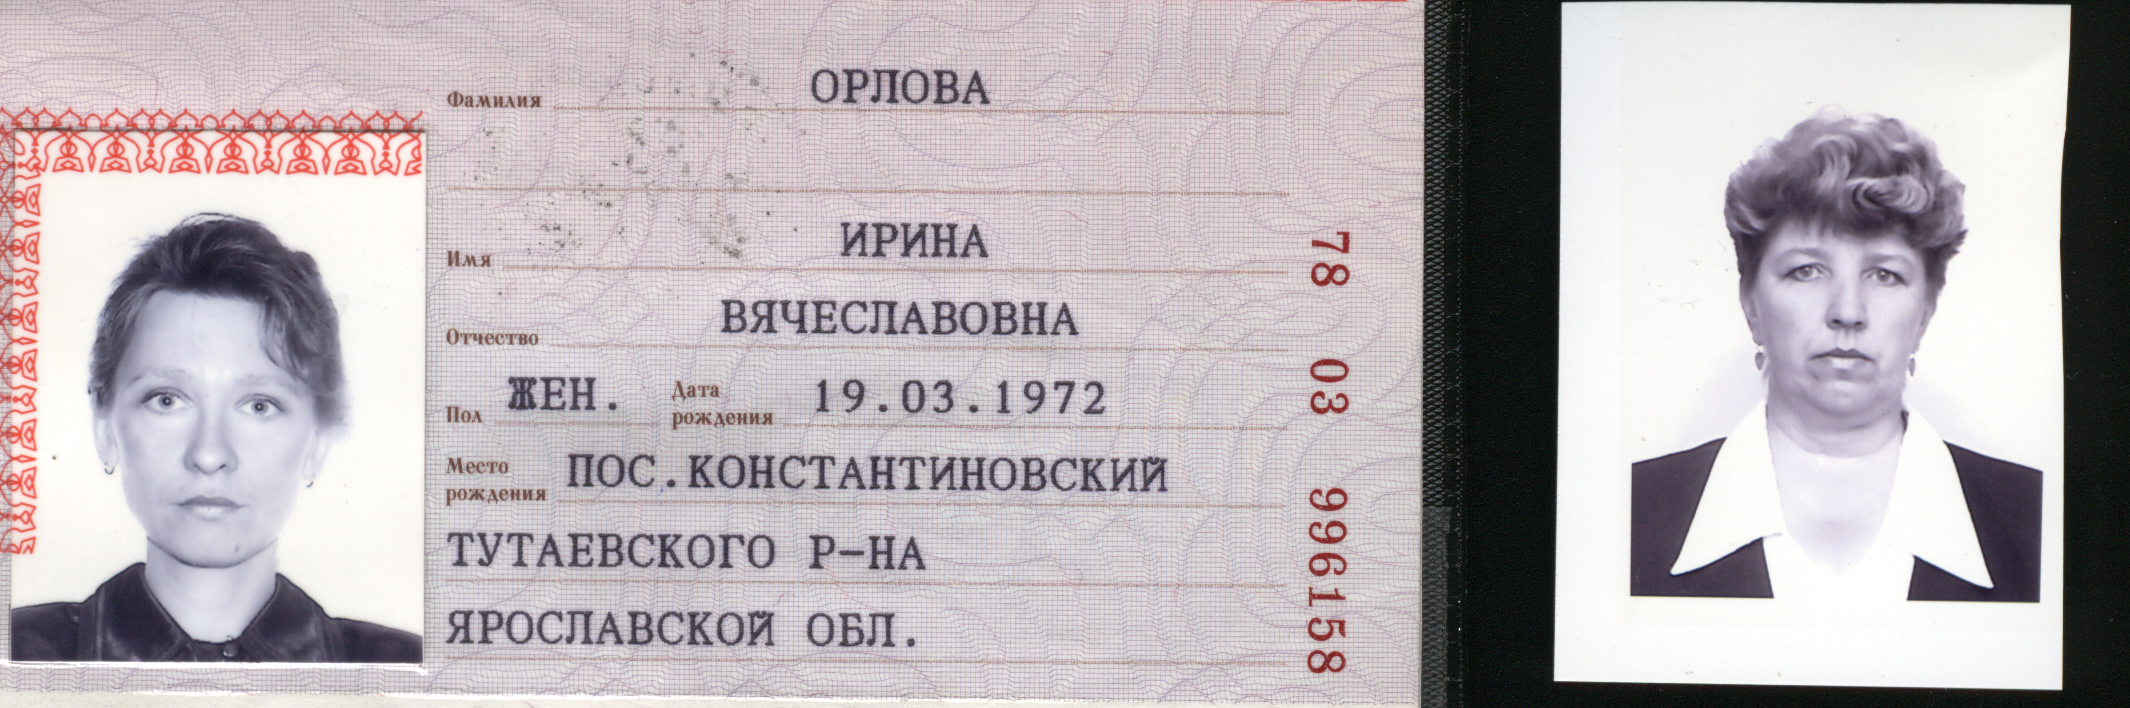 Фамилия ОРЛОВА
Имя ИРИНА
Отчество ВЯЧЕСЛАВОВНА
Пол ЖЕН. Дата рождения 19.03.1972
Место рождения ПОС.КОНСТАНТИНОВСКИЙ
ТУТАЕВСКОГО Р-НА
ЯРОСЛАВСКОЙ ОБЛ.
78 03 996158